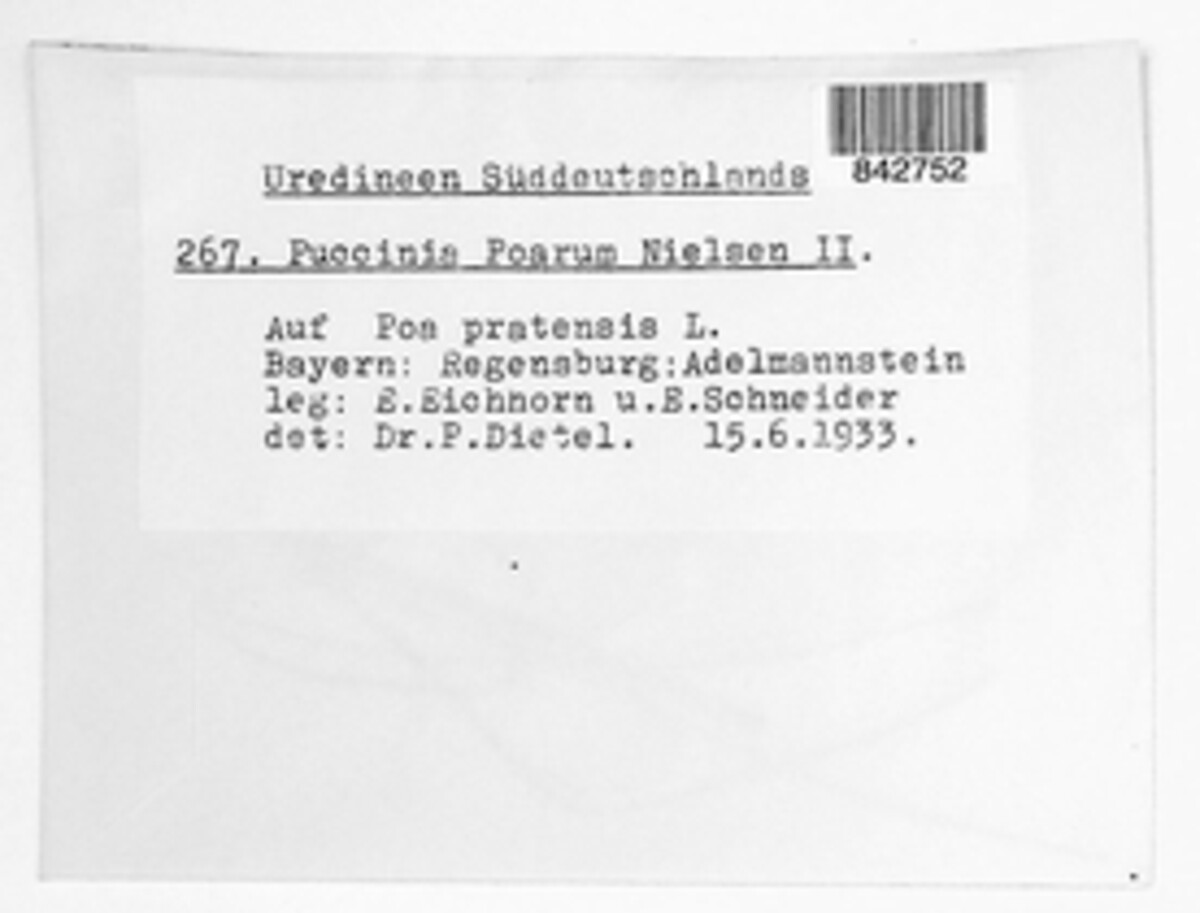 842752
Uredineen Süddeutschlands
267. Puccinia Poarum Nielsen II.
Auf Poa pratensis L.
Bayern: Regensburg:Adelmannstein
leg: E.Eichhorn u.E.Schneider
det: Dr.P.Dietel. 15.6.1933.